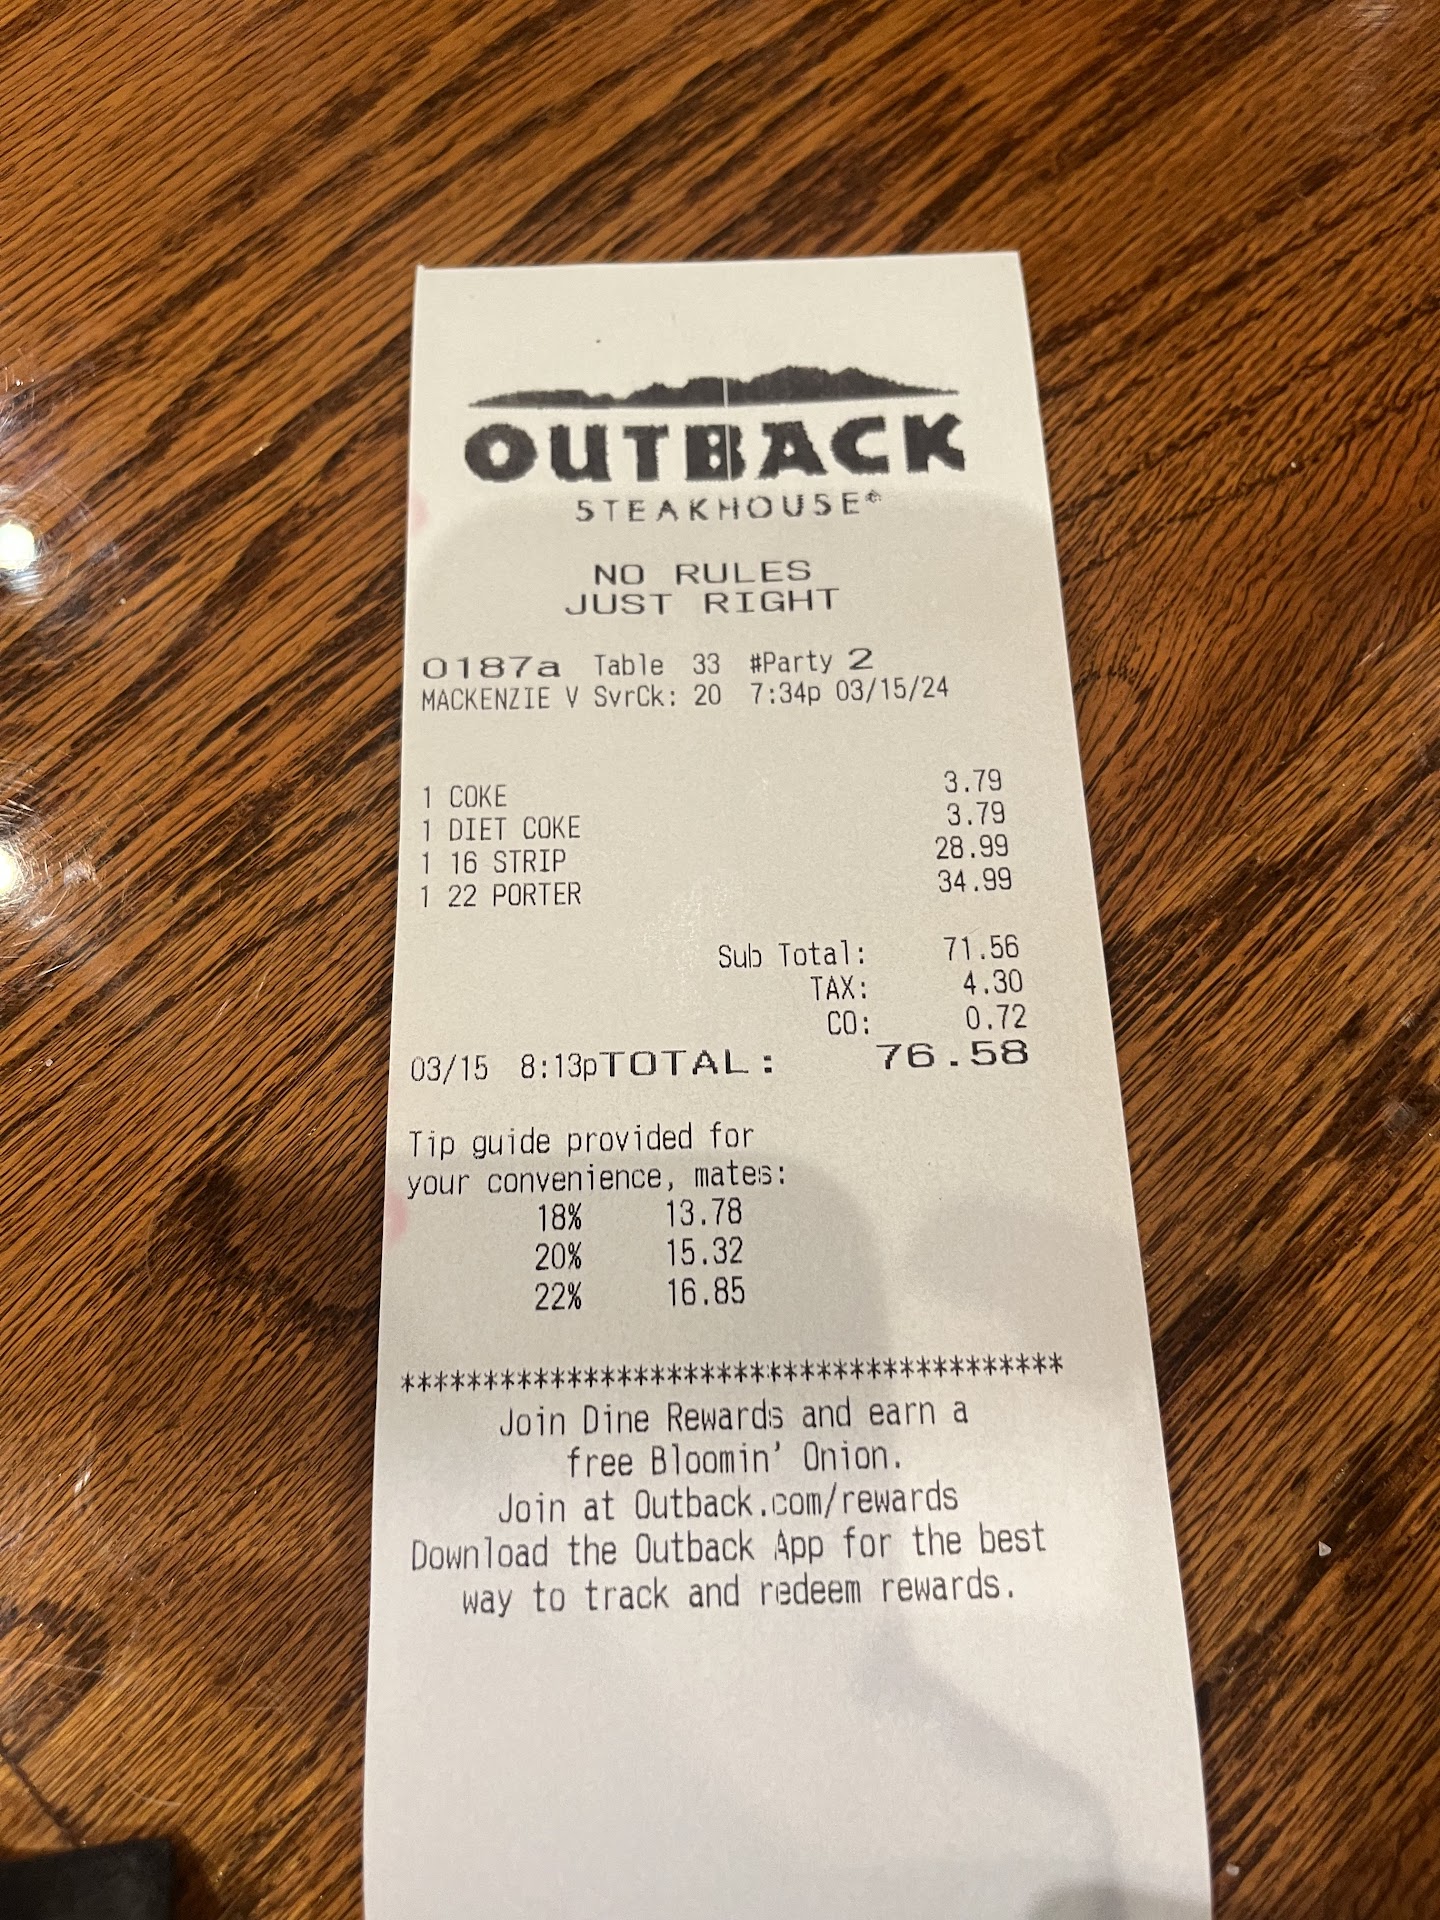 OUTBACK
STEAKHOUSE®
NO RULES
JUST RIGHT
0187a Table 33 #Party 2
MACKENZIE V SvrCk: 20 7:34p 03/15/24
1 COKE 3.79
1 DIET COKE 3.79
1 16 STRIP 28.99
1 22 PORTER 34.99
Sub Total: 71.56
TAX: 4.30
CO: 0.72
03/15 8:13pTOTAL: 76.58
Tip guide provided for
your convenience, mates:
18% 13.78
20% 15.32
22% 16.85
****************************************
Join Dine Rewards and earn a
free Bloomin' Onion.
Join at Outback.com/rewards
Download the Outback App for the best
way to track and redeem rewards.